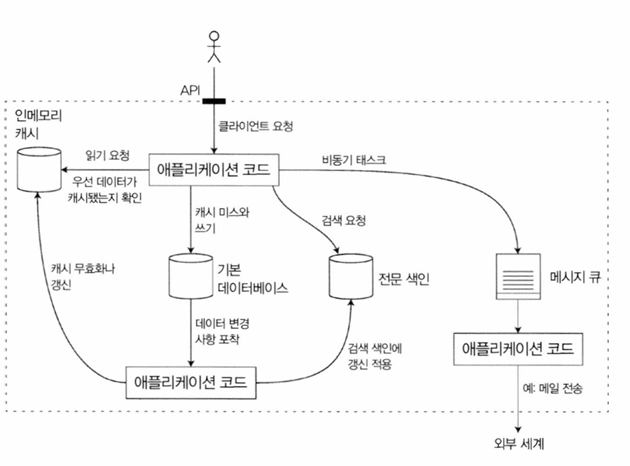 API
클라이언트 요청
인메모리
캐시
읽기 요청
우선 데이터가
캐시됐는지 확인
애플리케이션 코드
비동기 태스크
캐시 미스와
쓰기
검색 요청
캐시 무효화나
갱신
기본
데이터베이스
전문 색인
메시지 큐
데이터 변경
사항 포착
검색 색인에
갱신 적용
애플리케이션 코드
애플리케이션 코드
예: 메일 전송
외부 세계